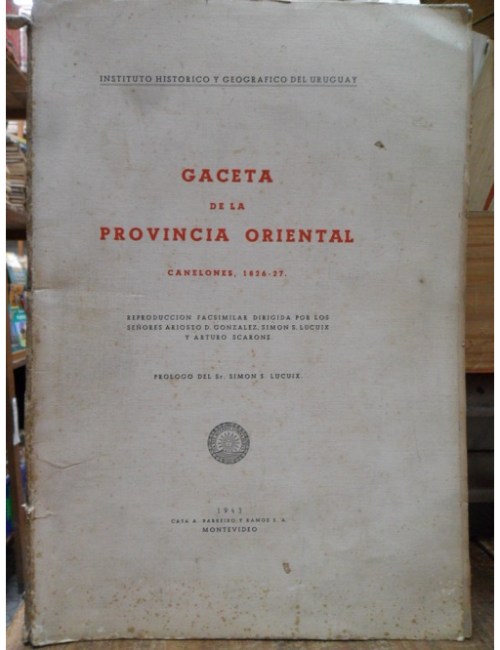 INSTITUTO HISTORICO Y GEOGRAFICO DEL URUGUAY
GACETA
DE LA
PROVINCIA ORIENTAL
CANELONES, 1826-27.
REPRODUCCION FACSIMILAR DIRIGIDA POR LOS
SEÑORES ARIOSTO D. GONZALEZ, SIMON S. LUCUIX
Y ARTURO SCARONE.
PROLOGO DEL Sr. SIMON S. LUCUIX.
1943
CASA A. BARREIRO Y RAMOS S. A.
MONTEVIDEO